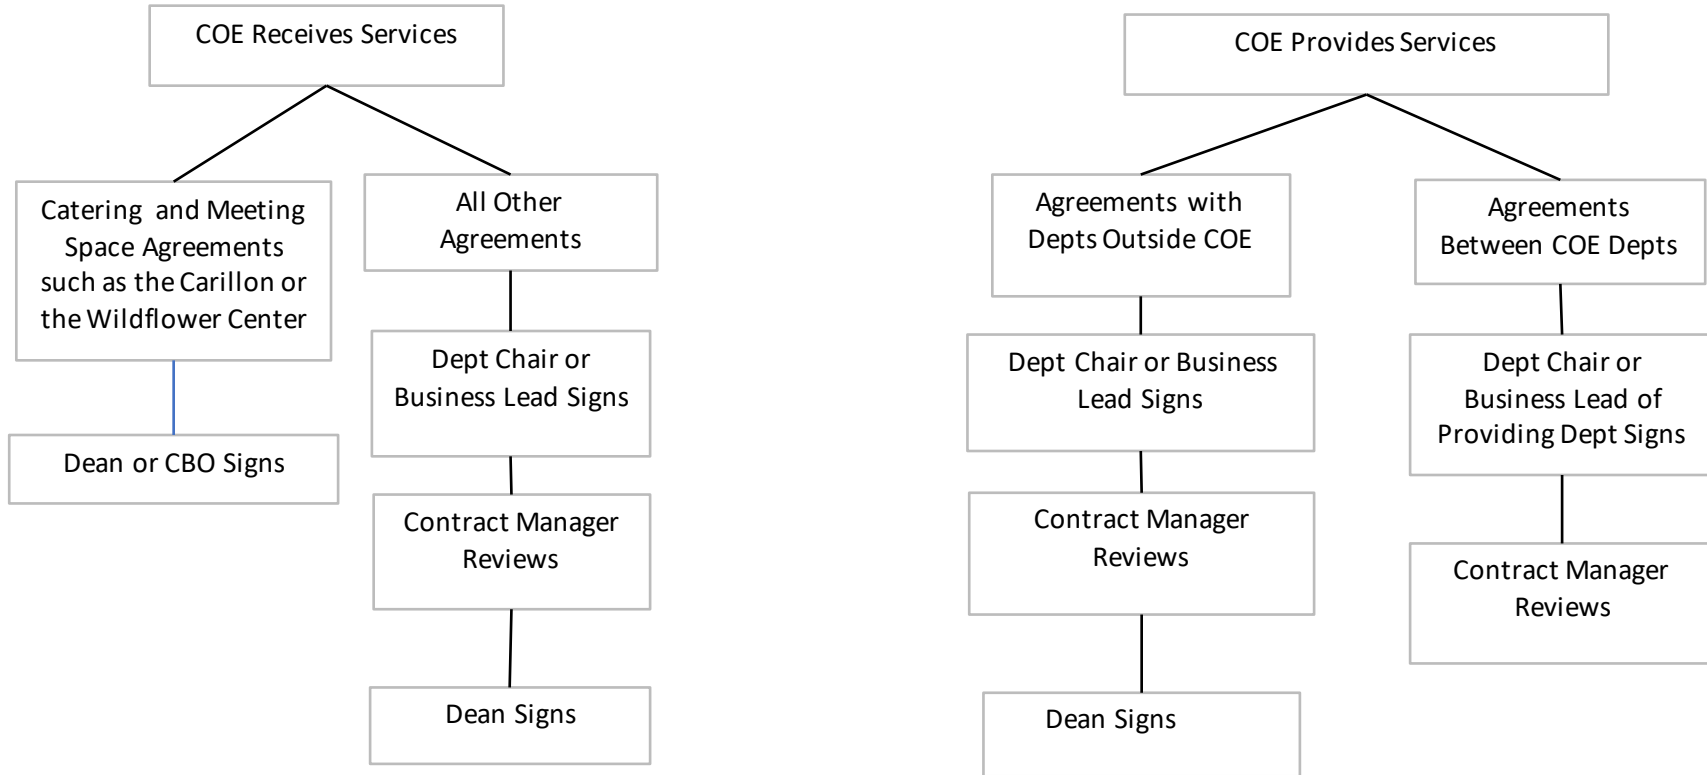 COE Receives Services
Catering and Meeting
Space Agreements
such as the Carillon or
the Wildflower Center
Dean or CBO Signs
All Other
Agreements
Dept Chair or
Business Lead Signs
Contract Manager
Reviews
Dean Signs
COE Provides Services
Agreements with
Depts Outside COE
Dept Chair or Business
Lead Signs
Contract Manager
Reviews
Dean Signs
Agreements
Between COE Depts
Dept Chair or
Business Lead of
Providing Dept Signs
Contract Manager
Reviews